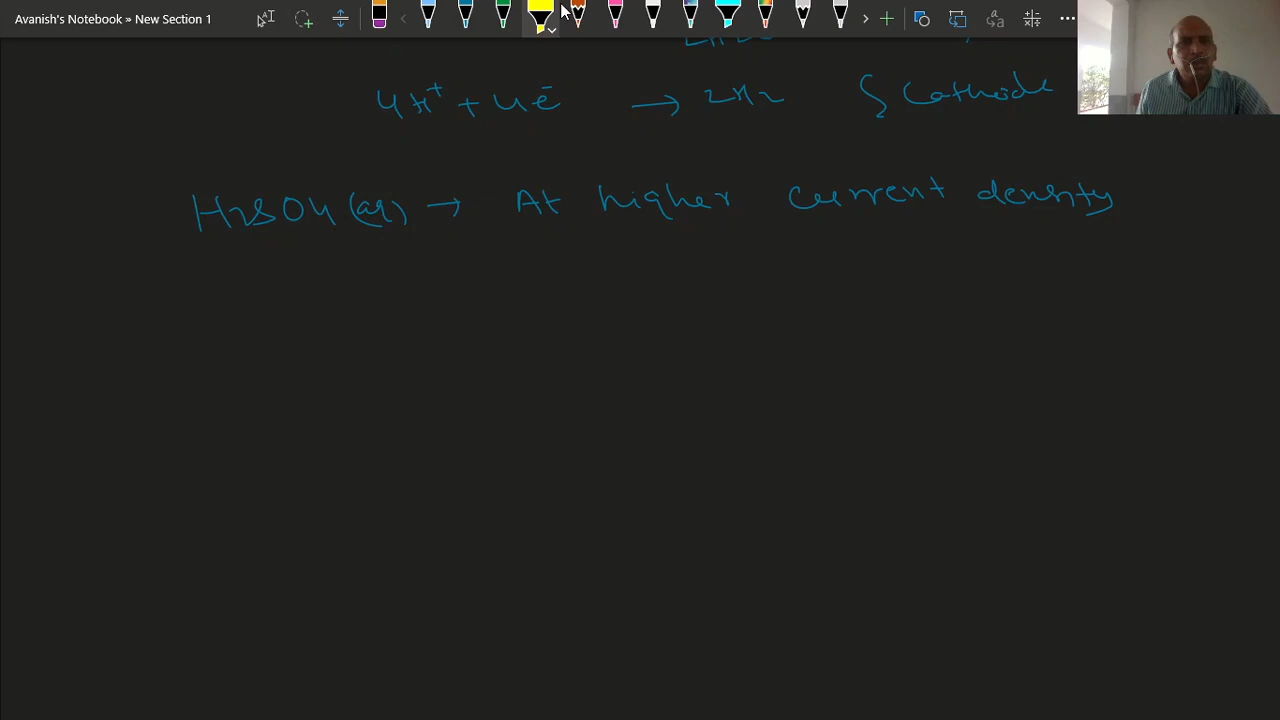 Avanish's Notebook » New Section 1
4H⁺ + 4e⁻ → 2H2 Cathode
H2SO4 (aq) → At higher current density